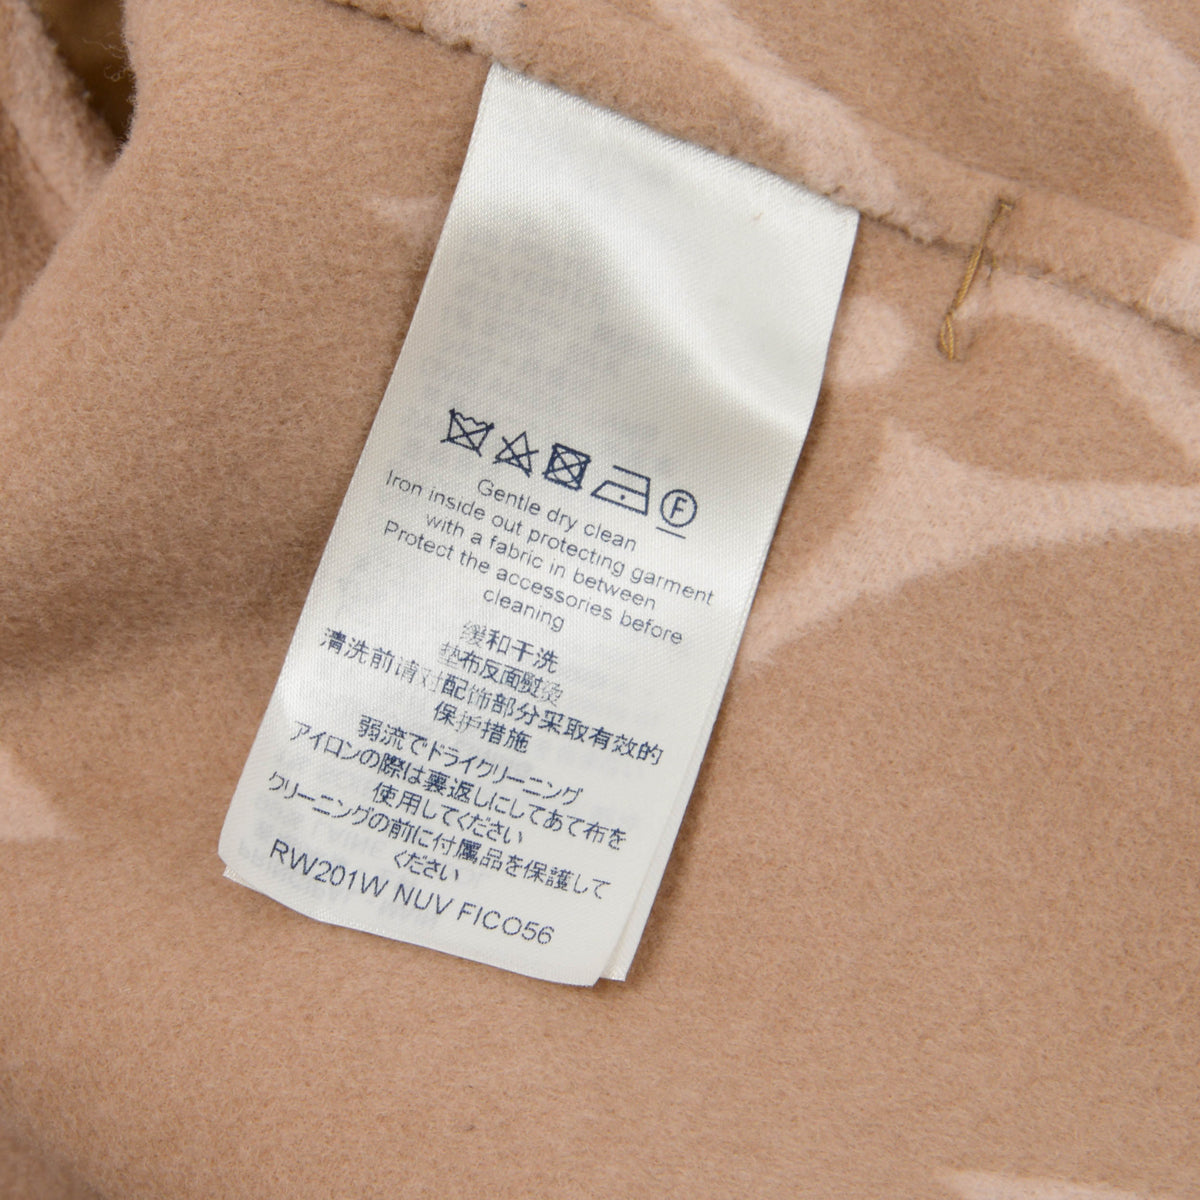 F
Gentle dry clean
Iron inside out protecting garment
with a fabric in between
Protect the accessories before
cleaning
缓和干洗
垫布反面熨烫
清洗前请对配饰部分采取有效的
保护措施
弱流でドライクリーニング
アイロンの際は裏返しにしてあて布を
使用してください
クリーニングの前に付属品を保護して
ください
RW201W NUV FICO56